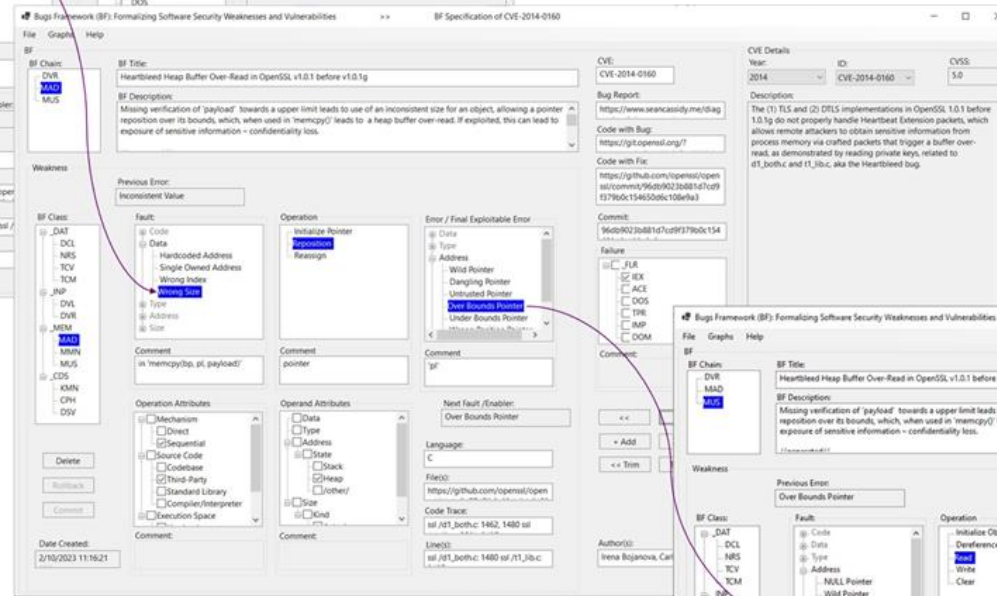 DOS
Bugs Framework (BF): Formalizing Software Security Weaknesses and Vulnerabilities >> BF Specification of CVE-2014-0160
File Graphs Help
BF
BF Chain:
DVR
MAD
MUS
BF Title:
Heartbleed Heap Buffer Over-Read in OpenSSL v1.0.1 before v1.0.1g
BF Description:
Missing verification of 'payload' towards a upper limit leads to use of an inconsistent size for an object, allowing a pointer
reposition over its bounds, which, when used in 'memcpy()' leads to a heap buffer over-read. If exploited, this can lead to
exposure of sensitive information – confidentiality loss.
CVE:
CVE-2014-0160
Bug Report:
https://www.seancassidy.me/diag
Code with Bug:
https://git.openssl.org/?
Code with Fix:
https://github.com/openssl/open
ssl/commit/96db9023b881d7cd9
f379b0c154650d6c108e9a3
Commit:
96db9023b881d7cd9f379b0c154
CVE Details
Year:
2014
ID:
CVE-2014-0160
CVSS:
5.0
Description:
The (1) TLS and (2) DTLS implementations in OpenSSL 1.0.1 before
1.0.1g do not properly handle Heartbeat Extension packets, which
allows remote attackers to obtain sensitive information from
process memory via crafted packets that trigger a buffer over-
read, as demonstrated by reading private keys, related to
d1_both.c and t1_lib.c, aka the Heartbleed bug.
Weakness
Previous Error:
Inconsistent Value
BF Class:
_DAT
DCL
NRS
TCV
TCM
_INP
DVL
DVR
_MEM
MAD
MMN
MUS
_CDS
KMN
CPH
DSV
Fault:
Code
Data
Hardcoded Address
Single Owned Address
Wrong Index
Wrong Size
Type
Address
Size
Comment
in 'memcpy(bp, pl, payload)'
Operation
Initialize Pointer
Reposition
Reassign
Comment
pointer
Error / Final Exploitable Error
Data
Type
Address
Wild Pointer
Dangling Pointer
Untrusted Pointer
Over Bounds Pointer
Under Bounds Pointer
Wrong Position Pointer
Comment
'pl'
Failure
_FLR
IEX
ACE
DOS
TPR
IMP
DOM
Comment:
Operation Attributes
Mechanism
Direct
Sequential
Source Code
Codebase
Third-Party
Standard Library
Compiler/Interpreter
Execution Space
Comment:
Operand Attributes
Data
Type
Address
State
Stack
Heap
/other/
Size
Kind
Comment:
Next Fault /Enabler:
Over Bounds Pointer
Language:
C
File(s):
https://github.com/openssl/open
Code Trace:
ssl /d1_both.c: 1462, 1480 ssl
Line(s):
ssl /d1_both.c: 1480 ssl /t1_lib.c:
<<
+ Add
<< Trim
Author(s):
Irena Bojanova, Carl
Delete
Rollback
Commit
Date Created:
2/10/2023 11:16:21
Bugs Framework (BF): Formalizing Software Security Weaknesses and Vulnerabilities
File Graphs Help
BF
BF Chain:
DVR
MAD
MUS
BF Title:
Heartbleed Heap Buffer Over-Read in OpenSSL v1.0.1 before
BF Description:
Missing verification of 'payload' towards a upper limit leads
reposition over its bounds, which, when used in 'memcpy()'
exposure of sensitive information – confidentiality loss.
Weakness
Previous Error:
Over Bounds Pointer
BF Class:
_DAT
DCL
NRS
TCV
TCM
_INP
Fault:
Code
Data
Type
Address
NULL Pointer
Wild Pointer
Operation
Initialize Ob
Dereference
Read
Write
Clear